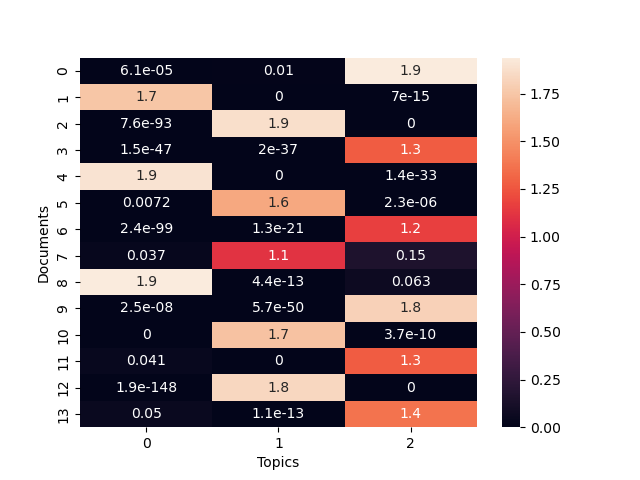 0 6.1e-05 0.01 1.9
1 1.7 0 7e-15
2 7.6e-93 1.9 0
3 1.5e-47 2e-37 1.3
4 1.9 0 1.4e-33
5 0.0072 1.6 2.3e-06
6 2.4e-99 1.3e-21 1.2
7 0.037 1.1 0.15
8 1.9 4.4e-13 0.063
9 2.5e-08 5.7e-50 1.8
10 0 1.7 3.7e-10
11 0.041 0 1.3
12 1.9e-148 1.8 0
13 0.05 1.1e-13 1.4
0 1 2
Topics
Documents
1.75
1.50
1.25
1.00
0.75
0.50
0.25
0.00